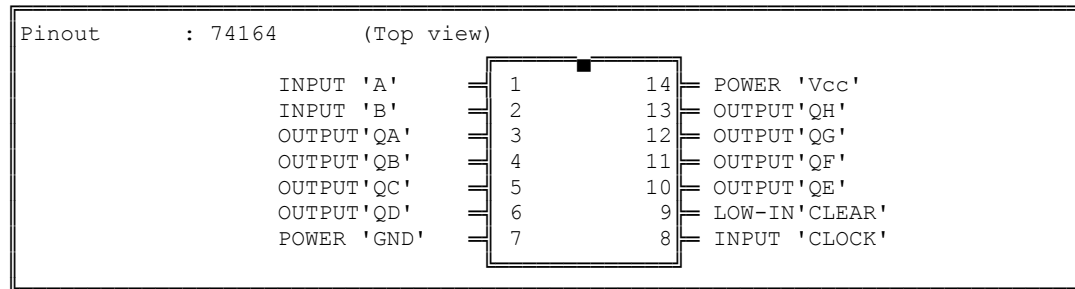 Pinout : 74164 (Top view)
INPUT 'A' 1 14 POWER 'Vcc'
INPUT 'B' 2 13 OUTPUT'QH'
OUTPUT'QA' 3 12 OUTPUT'QG'
OUTPUT'QB' 4 11 OUTPUT'QF'
OUTPUT'QC' 5 10 OUTPUT'QE'
OUTPUT'QD' 6 9 LOW-IN'CLEAR'
POWER 'GND' 7 8 INPUT 'CLOCK'